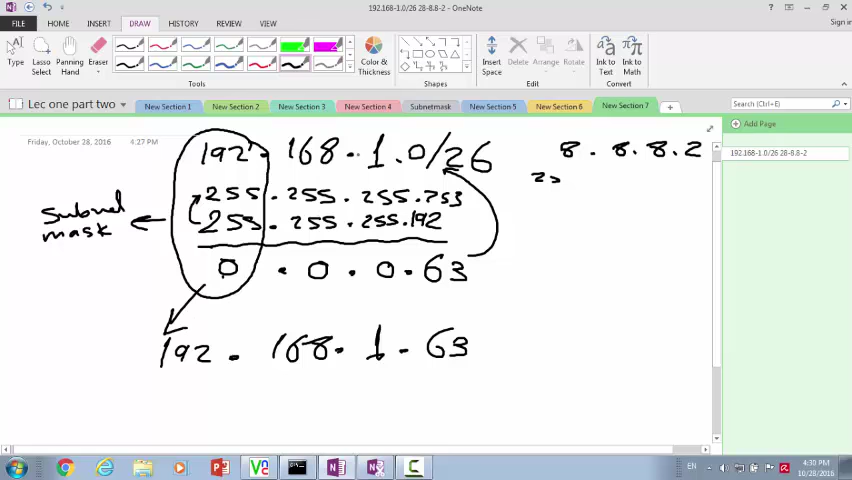 192.168-1.0/26 28-8.8-2 - OneNote
FILE HOME INSERT DRAW HISTORY REVIEW VIEW
Sign in
Type
Lasso Select
Panning Hand
Eraser
Color & Thickness
Insert Space
Delete
Arrange
Rotate
Ink to Text
Ink to Math
Tools
Shapes
Edit
Convert
Lec one part two
New Section 1
New Section 2
New Section 3
New Section 4
Subnetmask
New Section 5
New Section 6
New Section 7
Search (Ctrl+E)
Friday, October 28, 2016 4:27 PM
Add Page
192.168-1.0/26 28-8.8-2
192 . 168 . 1 . 0/26
255 . 255 . 255 . 253
255 . 255 . 255 . 192
subnet
mask
0 . 0 . 0 . 63
192 . 168 . 1 . 63
8 . 8 . 8 . 2
EN
4:30 PM
10/28/2016